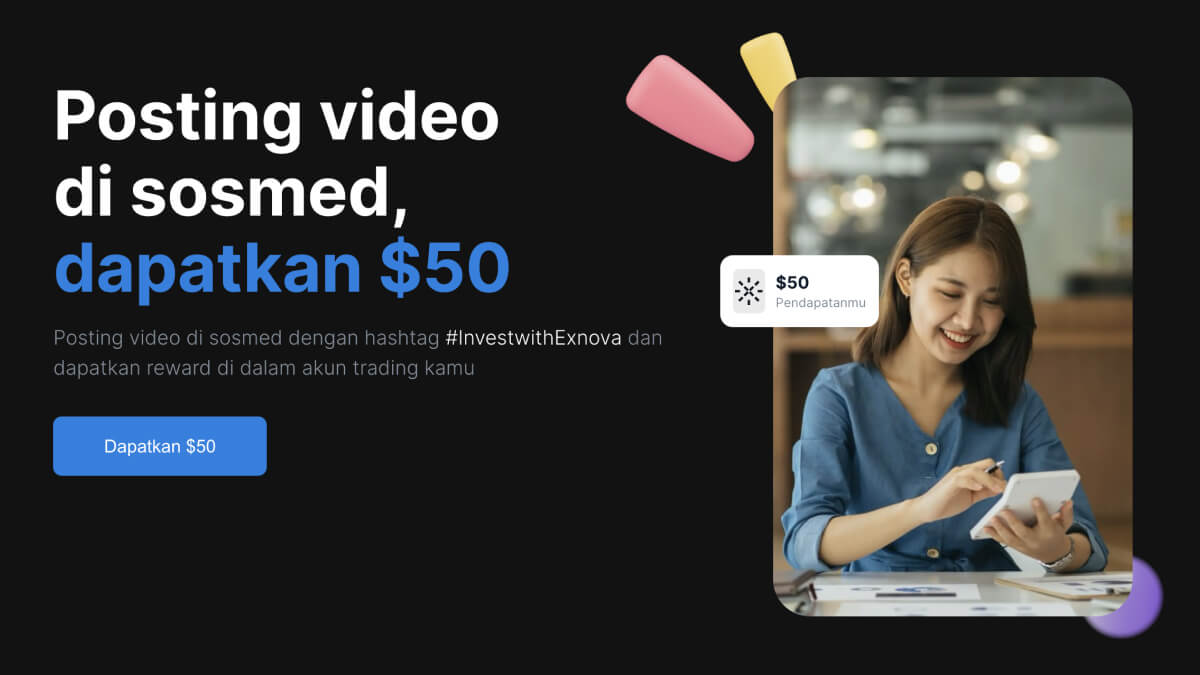 Posting video
di sosmed,
dapatkan $50
Posting video di sosmed dengan hashtag #InvestwithExnova dan
dapatkan reward di dalam akun trading kamu
Dapatkan $50
$50
Pendapatanmu